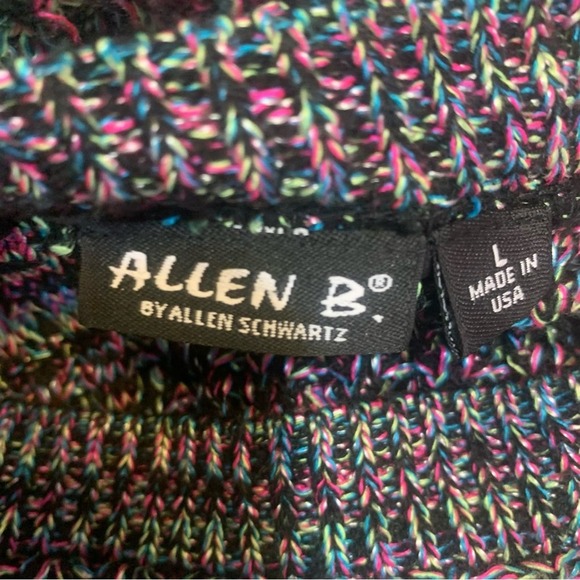 ALLEN B.®
BY ALLEN SCHWARTZ
L
MADE IN
USA